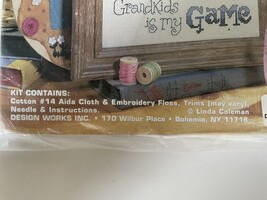 GRANDKIDS
is my GaMe
KIT CONTAINS:
Cotton #14 Aida Cloth & Embroidery Floss, Trims (may vary),
Needle & Instructions. © Linda Coleman
DESIGN WORKS INC. • 170 Wilbur Place • Bohemia, NY 11716